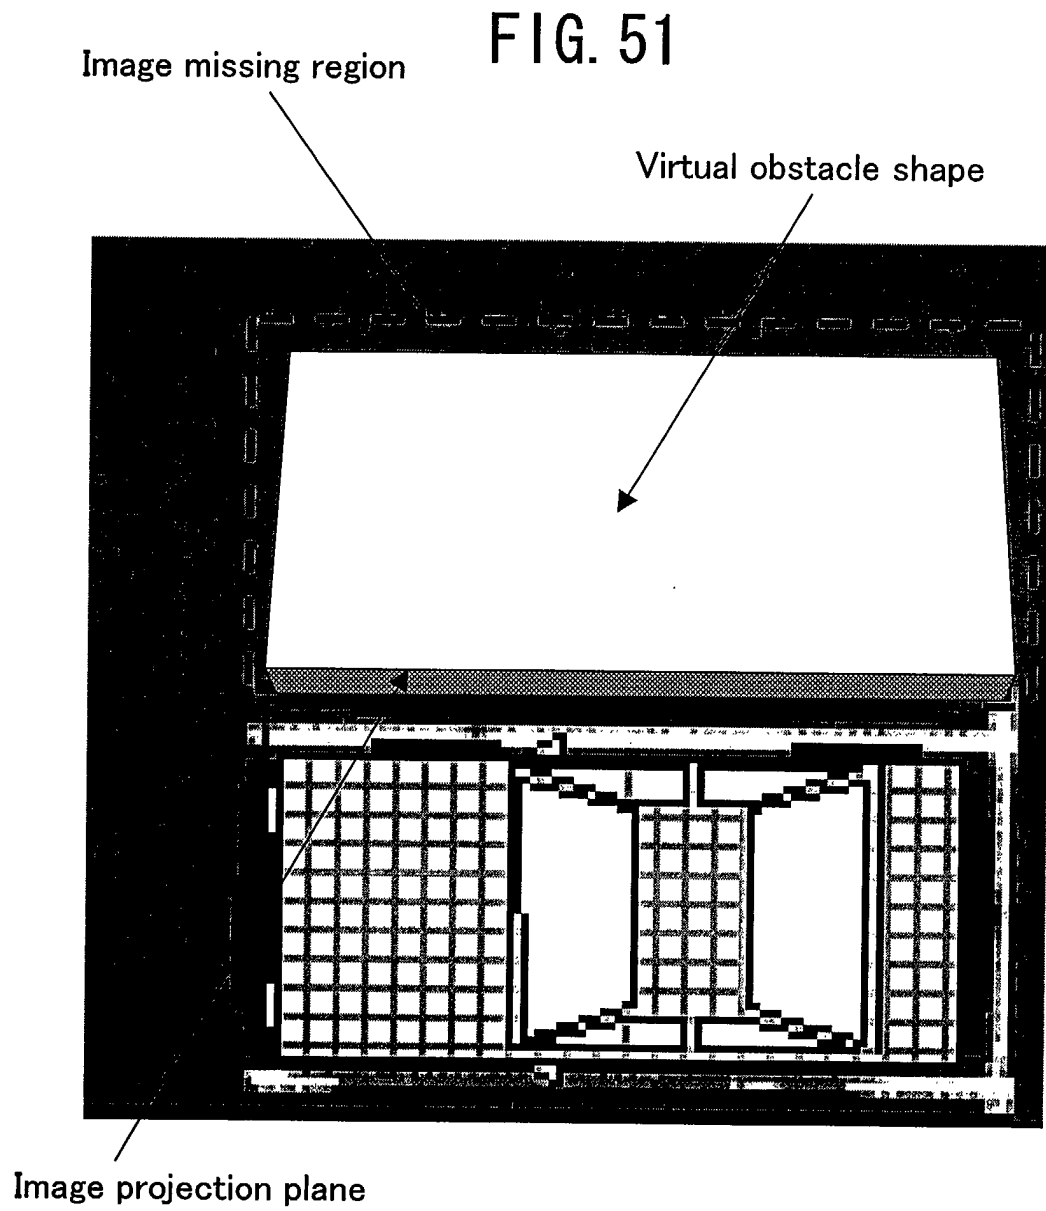 FIG. 51
Image missing region
Virtual obstacle shape
Image projection plane